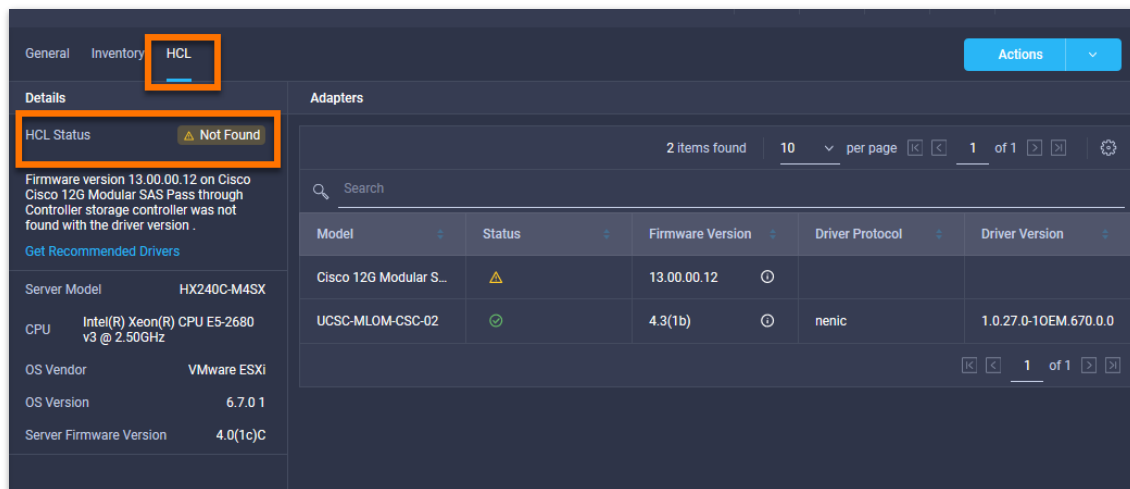 General Inventory HCL Actions
Details
HCL Status Not Found
Firmware version 13.00.00.12 on Cisco
Cisco 12G Modular SAS Pass through
Controller storage controller was not
found with the driver version .
Get Recommended Drivers
Server Model HX240C-M4SX
CPU Intel(R) Xeon(R) CPU E5-2680
v3 @ 2.50GHz
OS Vendor VMware ESXi
OS Version 6.7.0 1
Server Firmware Version 4.0(1c)C
Adapters
2 items found 10 per page 1 of 1
Search
Model Status Firmware Version Driver Protocol Driver Version
Cisco 12G Modular S... 13.00.00.12
UCSC-MLOM-CSC-02 4.3(1b) nenic 1.0.27.0-1OEM.670.0.0
1 of 1